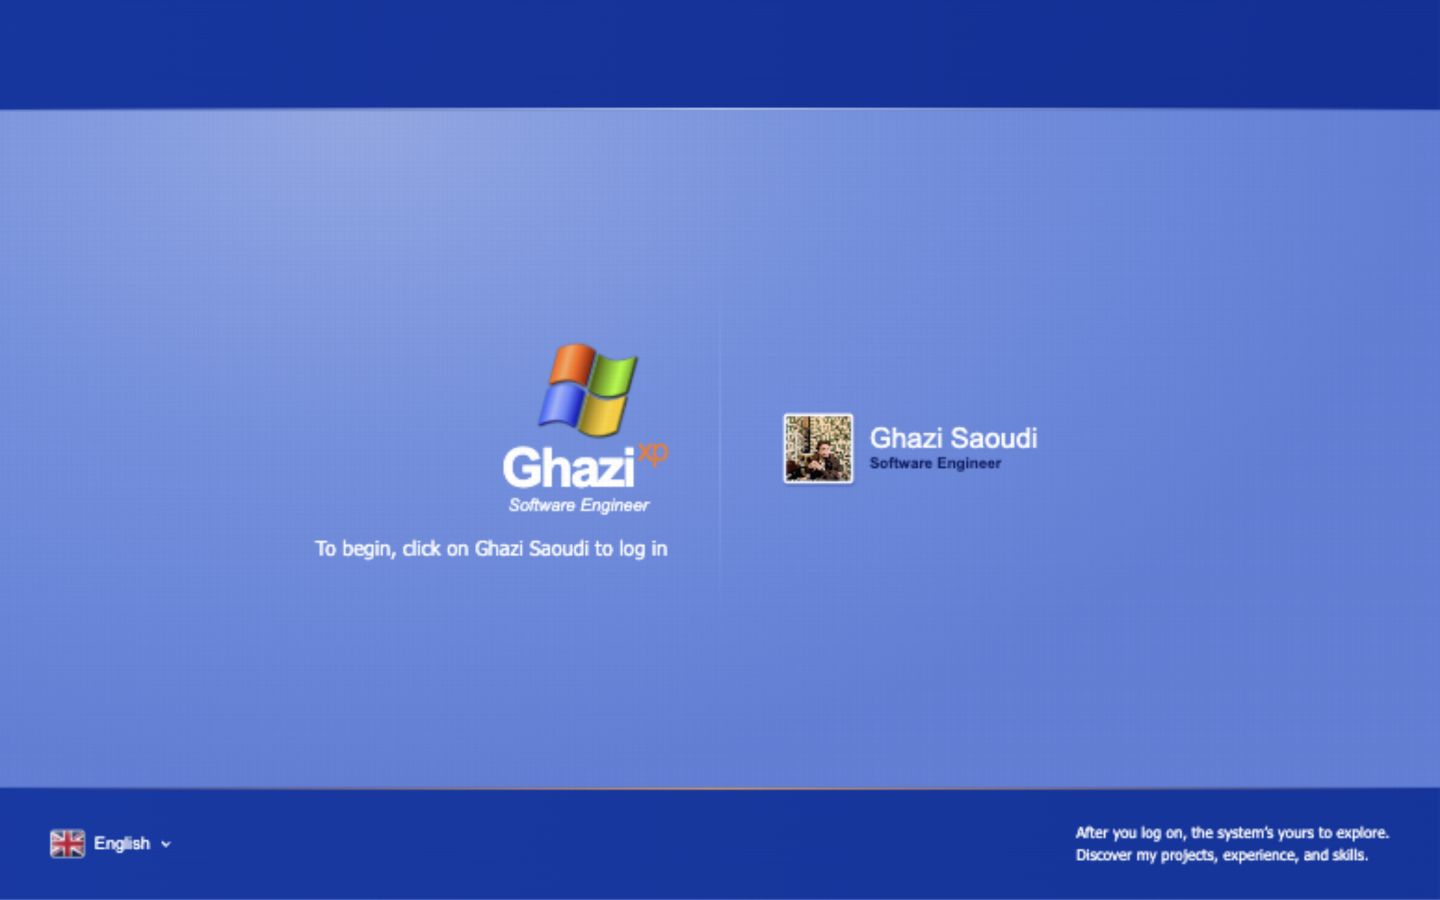 Ghazi xp
Software Engineer
To begin, click on Ghazi Saoudi to log in
Ghazi Saoudi
Software Engineer
English
After you log on, the system's yours to explore.
Discover my projects, experience, and skills.